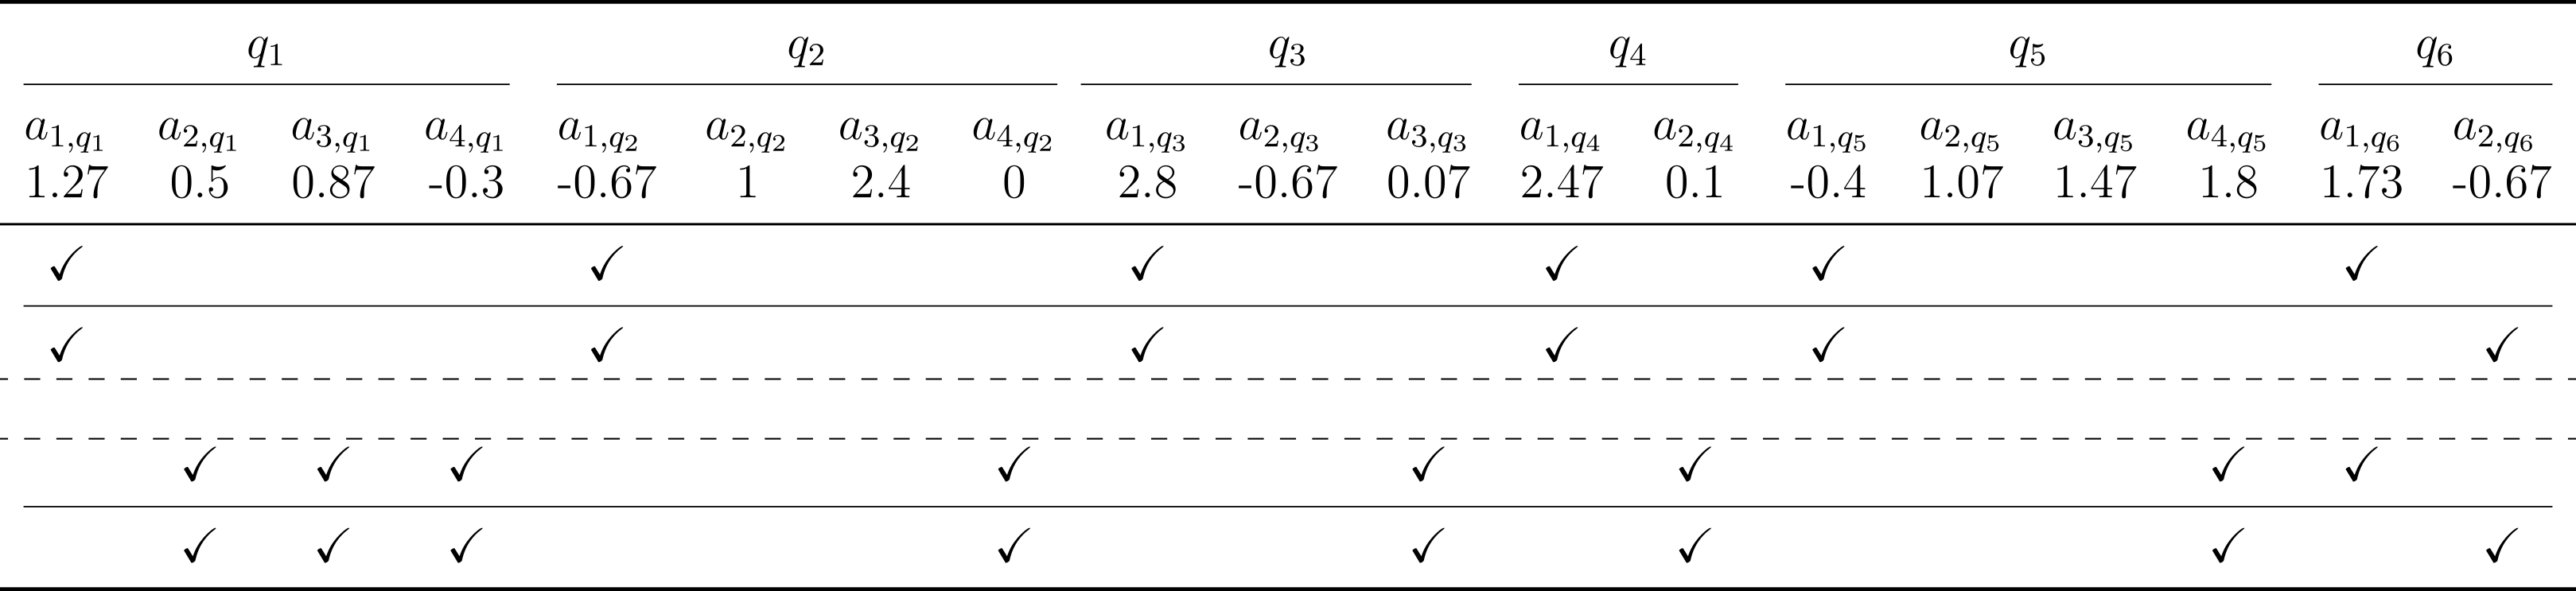 q1 q2 q3 q4 q5 q6
a1,q1 a2,q1 a3,q1 a4,q1 a1,q2 a2,q2 a3,q2 a4,q2 a1,q3 a2,q3 a3,q3 a1,q4 a2,q4 a1,q5 a2,q5 a3,q5 a4,q5 a1,q6 a2,q6
1.27 0.5 0.87 -0.3 -0.67 1 2.4 0 2.8 -0.67 0.07 2.47 0.1 -0.4 1.07 1.47 1.8 1.73 -0.67
✓ ✓ ✓ ✓ ✓ ✓
✓ ✓ ✓ ✓ ✓ ✓
✓ ✓ ✓ ✓ ✓ ✓ ✓ ✓
✓ ✓ ✓ ✓ ✓ ✓ ✓ ✓